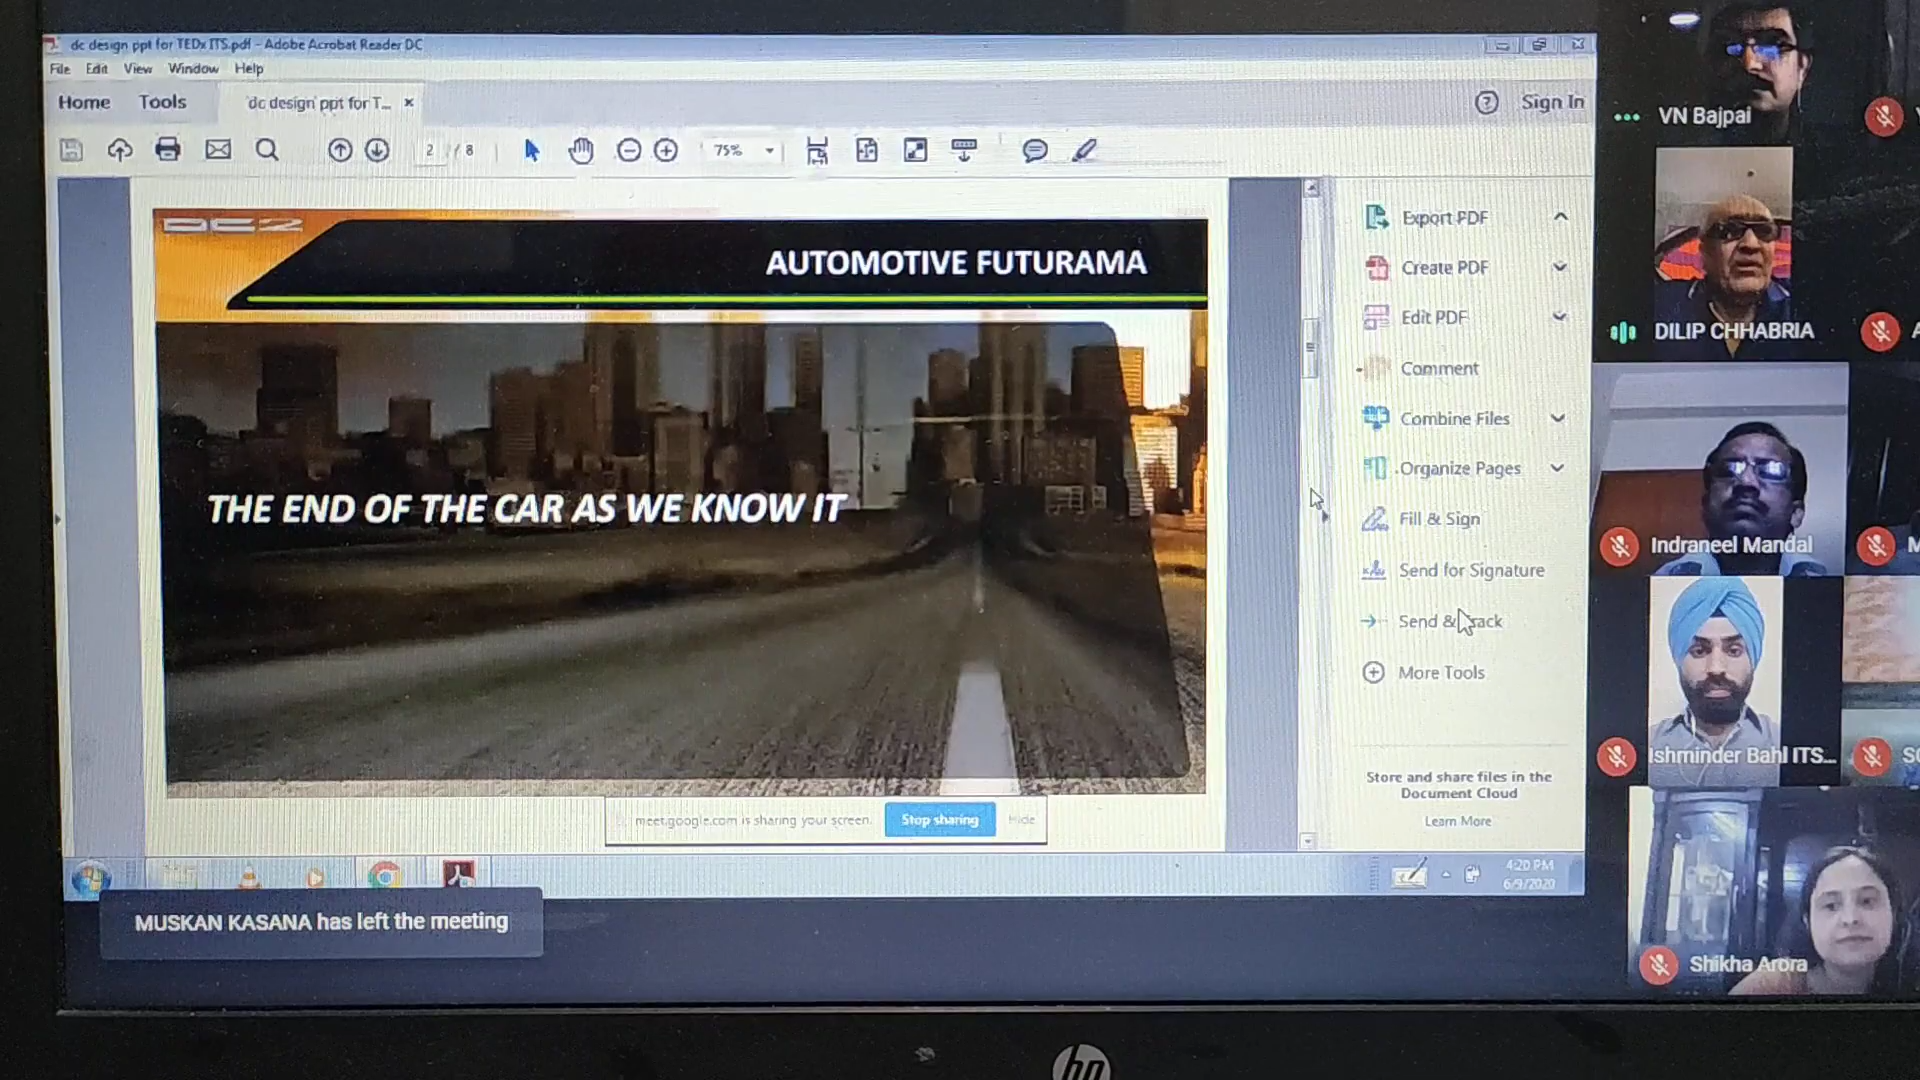 dc design ppt for TEDx ITS.pdf - Adobe Acrobat Reader DC
File Edit View Window Help
Home Tools dc design ppt for T... × Sign In
2 / 8 75%
DC2
AUTOMOTIVE FUTURAMA
THE END OF THE CAR AS WE KNOW IT
Export PDF
Create PDF
Edit PDF
Comment
Combine Files
Organize Pages
Fill & Sign
Send for Signature
Send &
More Tools
Store and share files in the
Document Cloud
Learn More
meet.google.com is sharing your screen. Stop sharing Hide
4:20 PM
6/9/2020
MUSKAN KASANA has left the meeting
VN Bajpai
DILIP CHHABRIA
Indraneel Mandal
Ishminder Bahl ITS...
Shikha Arora
hp